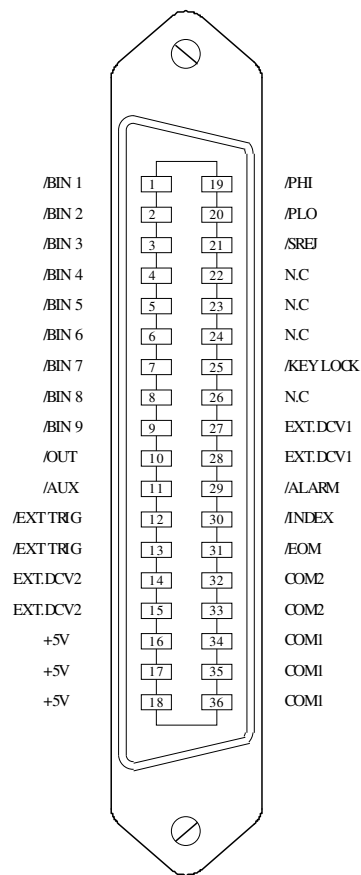 /BIN 1 1 19 /PHI
/BIN 2 2 20 /PLO
/BIN 3 3 21 /SREJ
/BIN 4 4 22 N.C
/BIN 5 5 23 N.C
/BIN 6 6 24 N.C
/BIN 7 7 25 /KEY LOCK
/BIN 8 8 26 N.C
/BIN 9 9 27 EXT.DCV1
/OUT 10 28 EXT.DCV1
/AUX 11 29 /ALARM
/EXT TRIG 12 30 /INDEX
/EXT TRIG 13 31 /EOM
EXT.DCV2 14 32 COM2
EXT.DCV2 15 33 COM2
+5V 16 34 COM1
+5V 17 35 COM1
+5V 18 36 COM1